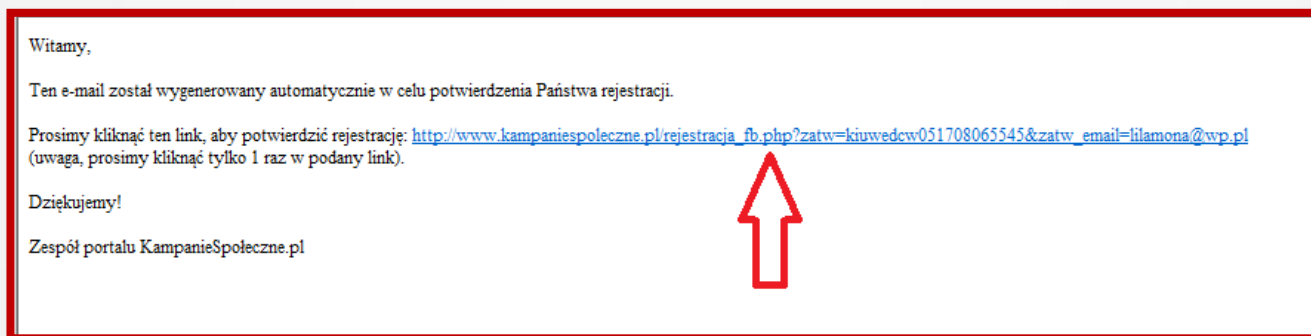 Witamy,
Ten e-mail został wygenerowany automatycznie w celu potwierdzenia Państwa rejestracji.
Prosimy kliknąć ten link, aby potwierdzić rejestrację: http://www.kampaniespoleczne.pl/rejestracja_fb.php?zatw=kiuwedcw051708065545&zatw_email=lilamona@wp.pl
(uwaga, prosimy kliknąć tylko 1 raz w podany link).
Dziękujemy!
Zespół portalu KampanieSpołeczne.pl